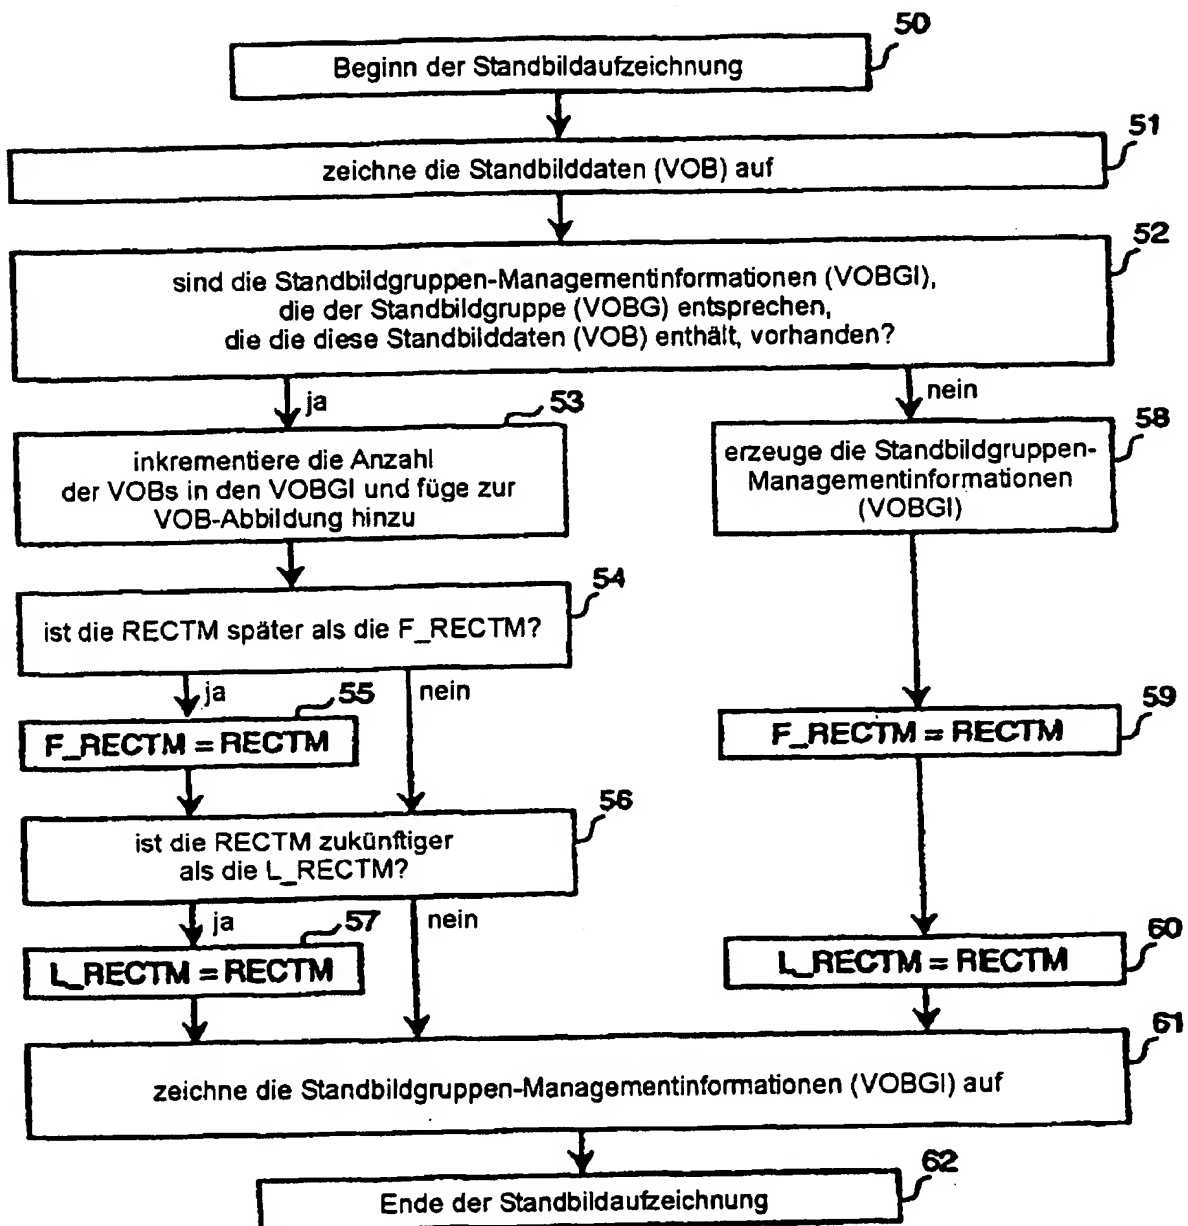 50
Beginn der Standbildaufzeichnung
51
zeichne die Standbilddaten (VOB) auf
52
sind die Standbildgruppen-Managementinformationen (VOBGI),
die der Standbildgruppe (VOBG) entsprechen,
die die diese Standbilddaten (VOB) enthält, vorhanden?
ja
nein
53
inkrementiere die Anzahl
der VOBs in den VOBGI und füge zur
VOB-Abbildung hinzu
58
erzeuge die Standbildgruppen-
Managementinformationen
(VOBGI)
54
ist die RECTM später als die F_RECTM?
ja
nein
55
F_RECTM = RECTM
59
F_RECTM = RECTM
56
ist die RECTM zukünftiger
als die L_RECTM?
ja
nein
57
L_RECTM = RECTM
60
L_RECTM = RECTM
61
zeichne die Standbildgruppen-Managementinformationen (VOBGI) auf
62
Ende der Standbildaufzeichnung